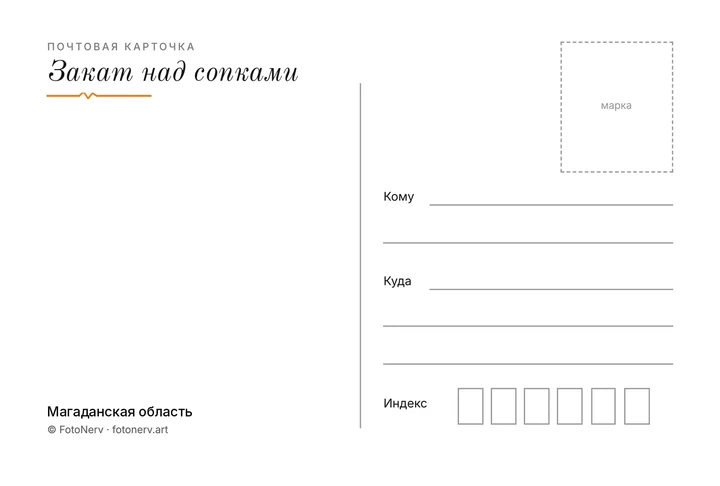 ПОЧТОВАЯ КАРТОЧКА
Закат над сопками
марка
Кому
Куда
Индекс
Магаданская область
© FotoNerv · fotonerv.art